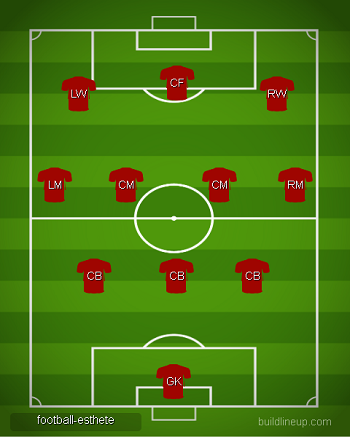 LW CF RW
LM CM CM RM
CB CB CB
GK
football-esthete
buildlineup.com